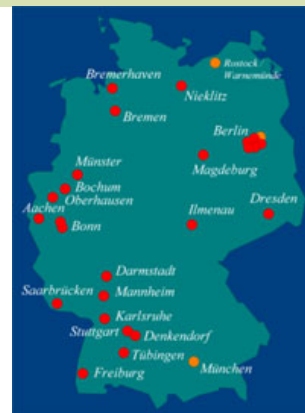 Rostock
Warnemünde
Bremerhaven
Nieklitz
Bremen
Berlin
Münster
Magdeburg
Bochum
Oberhausen
Dresden
Aachen
Ilmenau
Bonn
Darmstadt
Saarbrücken
Mannheim
Karlsruhe
Stuttgart
Denkendorf
Tübingen
München
Freiburg